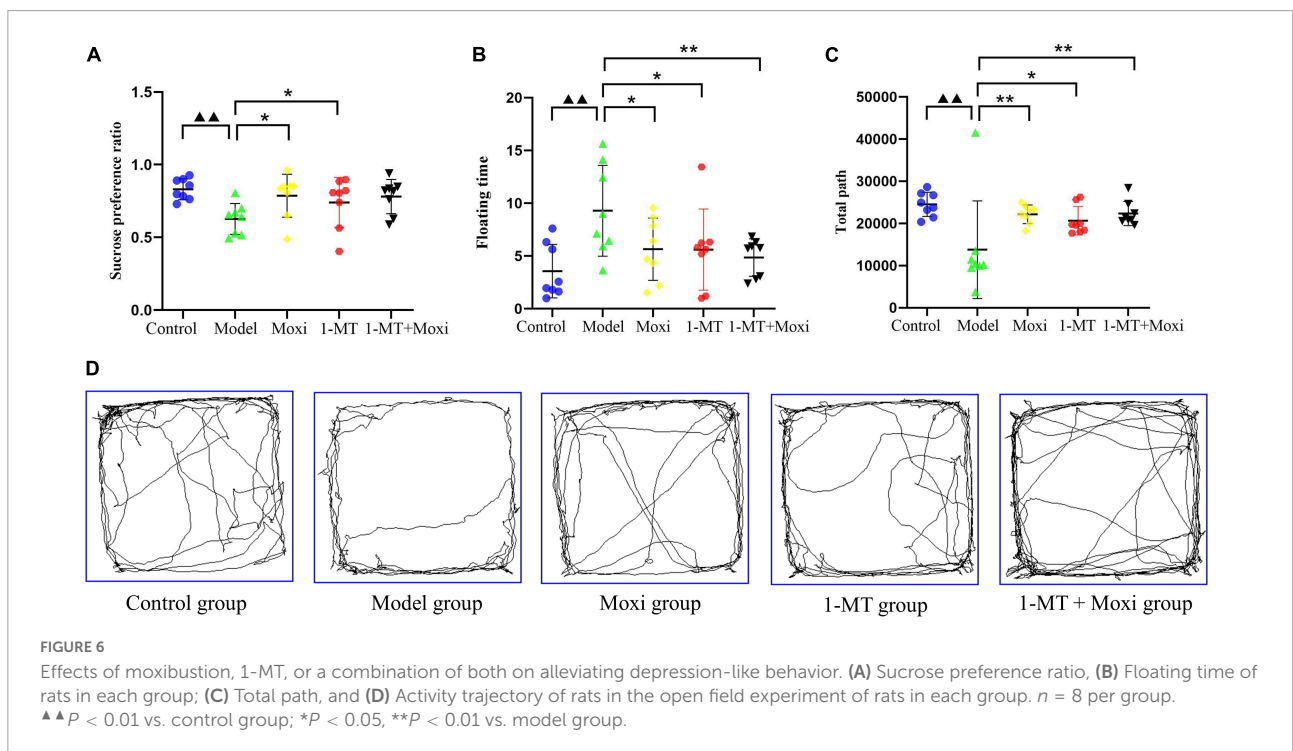 A
B
C
** 
*
▲▲
*
Sucrose preference ratio
1.5
1.0
0.5
0.0
Control Model Moxi 1-MT 1-MT+Moxi
**
*
▲▲
*
Floating time
20
15
10
5
0
Control Model Moxi 1-MT 1-MT+Moxi
**
*
▲▲
**
Total path
50000
40000
30000
20000
10000
0
Control Model Moxi 1-MT 1-MT+Moxi
D
Control group Model group Moxi group 1-MT group 1-MT + Moxi group
FIGURE 6
Effects of moxibustion, 1-MT, or a combination of both on alleviating depression-like behavior. (A) Sucrose preference ratio, (B) Floating time of
rats in each group; (C) Total path, and (D) Activity trajectory of rats in the open field experiment of rats in each group. n = 8 per group.
▲▲P < 0.01 vs. control group; *P < 0.05, **P < 0.01 vs. model group.